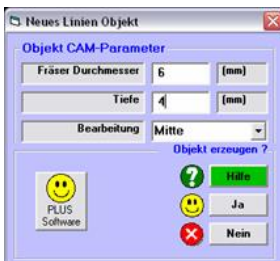 Neues Linien Objekt
Objekt CAM-Parameter
Fräser Durchmesser 6 (mm)
Tiefe 4 (mm)
Bearbeitung Mitte
Objekt erzeugen ?
Hilfe
Ja
Nein
PLUS
Software